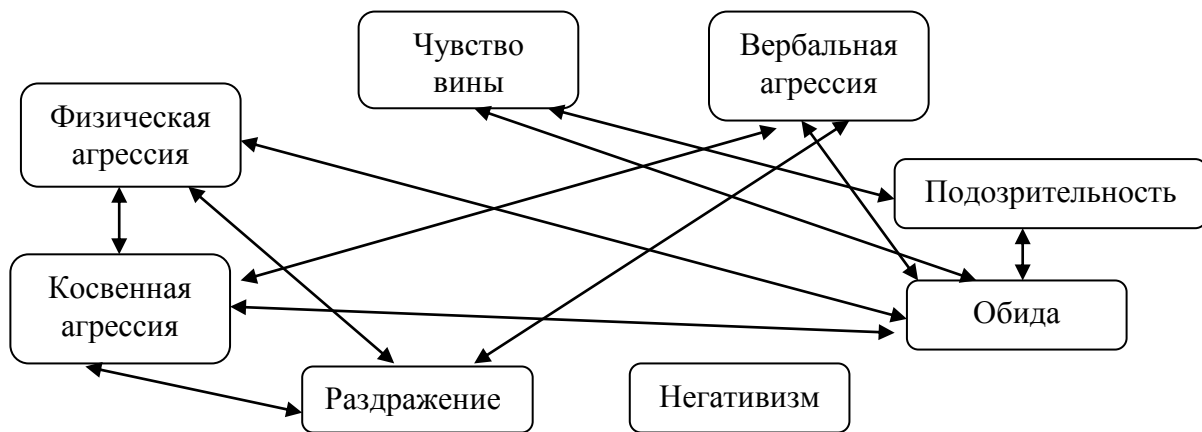 Чувство
вины
Вербальная
агрессия
Физическая
агрессия
Подозрительность
Косвенная
агрессия
Обида
Раздражение
Негативизм